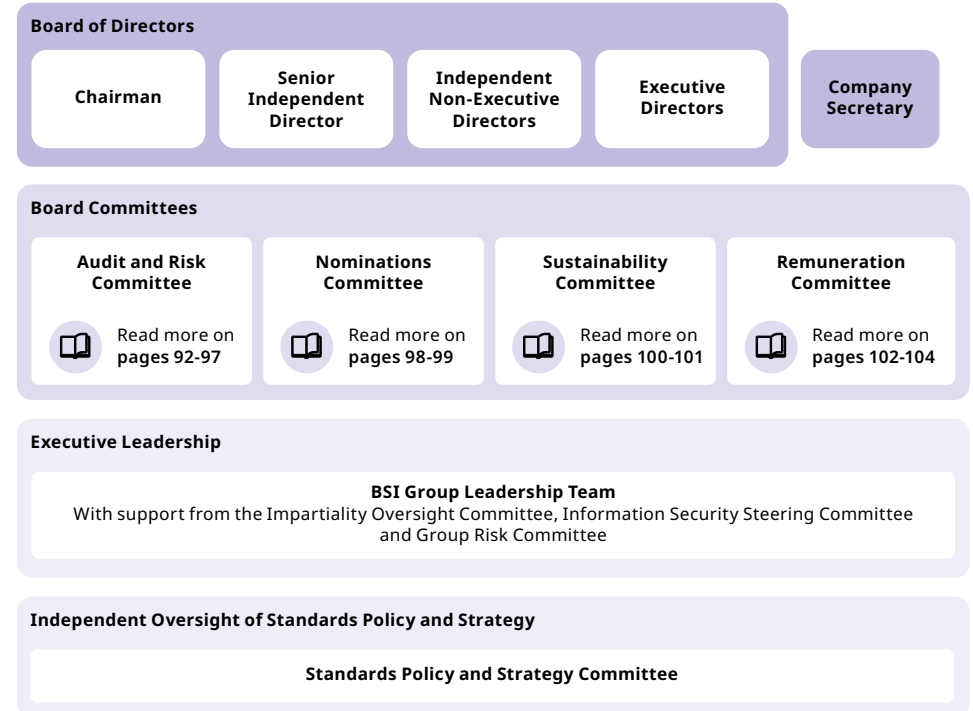 Board of Directors
Chairman
Senior
Independent
Director
Independent
Non-Executive
Directors
Executive
Directors
Company
Secretary
Board Committees
Audit and Risk
Committee
Read more on
pages 92-97
Nominations
Committee
Read more on
pages 98-99
Sustainability
Committee
Read more on
pages 100-101
Remuneration
Committee
Read more on
pages 102-104
Executive Leadership
BSI Group Leadership Team
With support from the Impartiality Oversight Committee, Information Security Steering Committee
and Group Risk Committee
Independent Oversight of Standards Policy and Strategy
Standards Policy and Strategy Committee